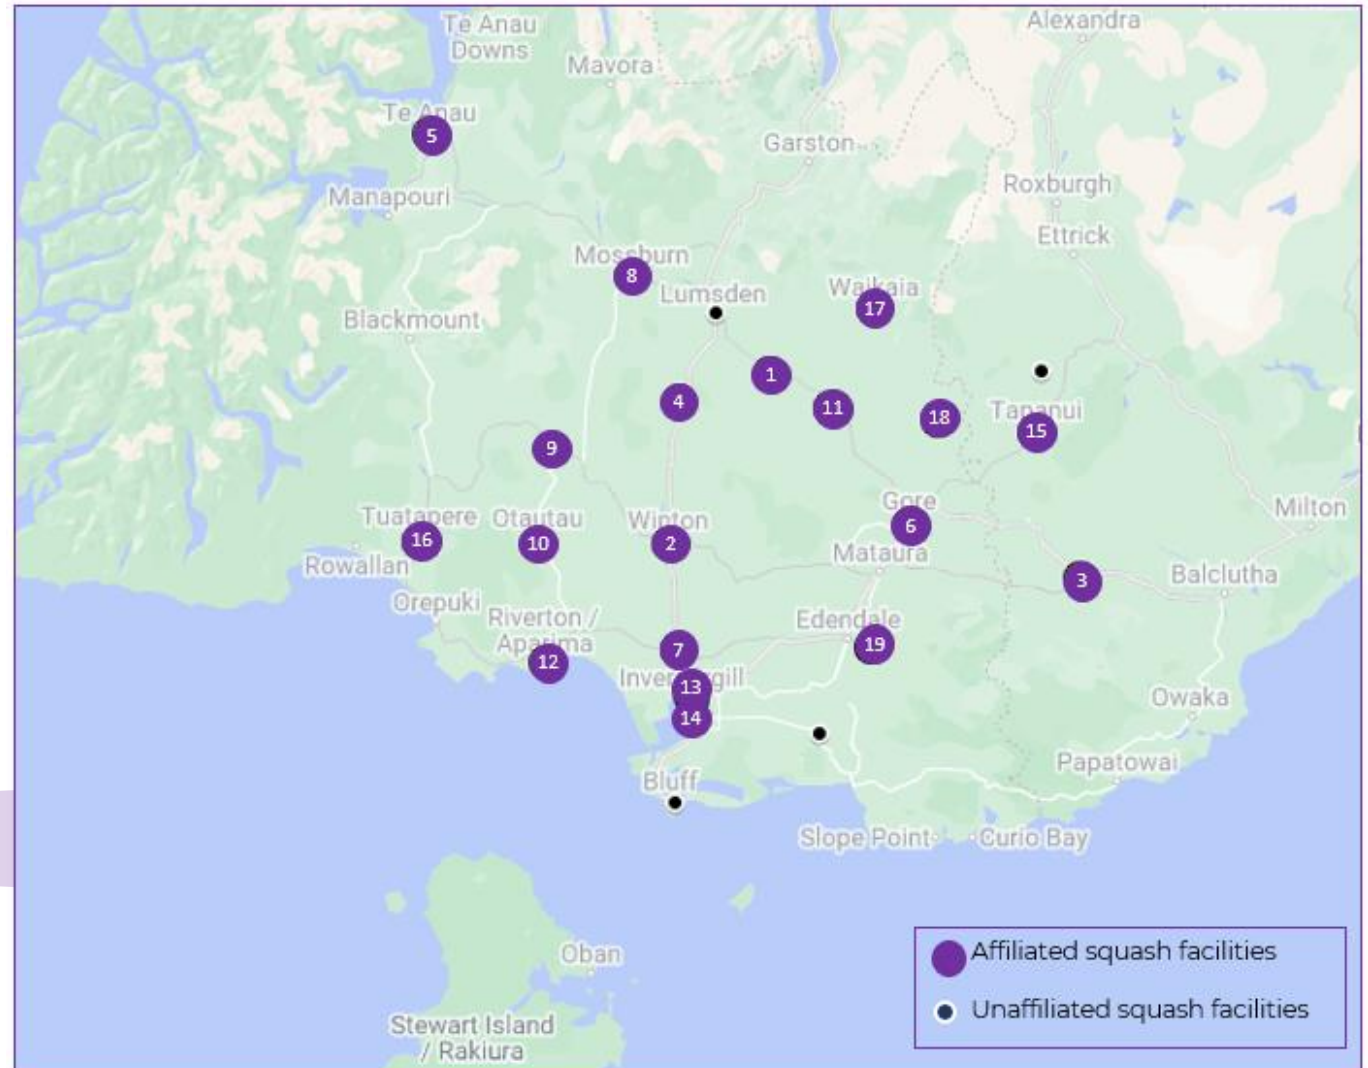 Te Anau
Downs
Alexandra
Mavora
Te Anau
5
Garston
Manapouri
Roxburgh
Ettrick
Mossburn
8
Lumsden
Waikaia
17
Blackmount
1
4
11
18
Tapanui
15
9
Gore
6
Milton
Tuatapere
16
Otautau
10
Winton
2
Mataura
Rowallan
3
Balclutha
Orepuki
Riverton /
Aparima
12
Edendale
19
7
Invercargill
13
14
Owaka
Papatowai
Bluff
Slope Point
Curio Bay
Oban
Stewart Island
/ Rakiura
Affiliated squash facilities
Unaffiliated squash facilities